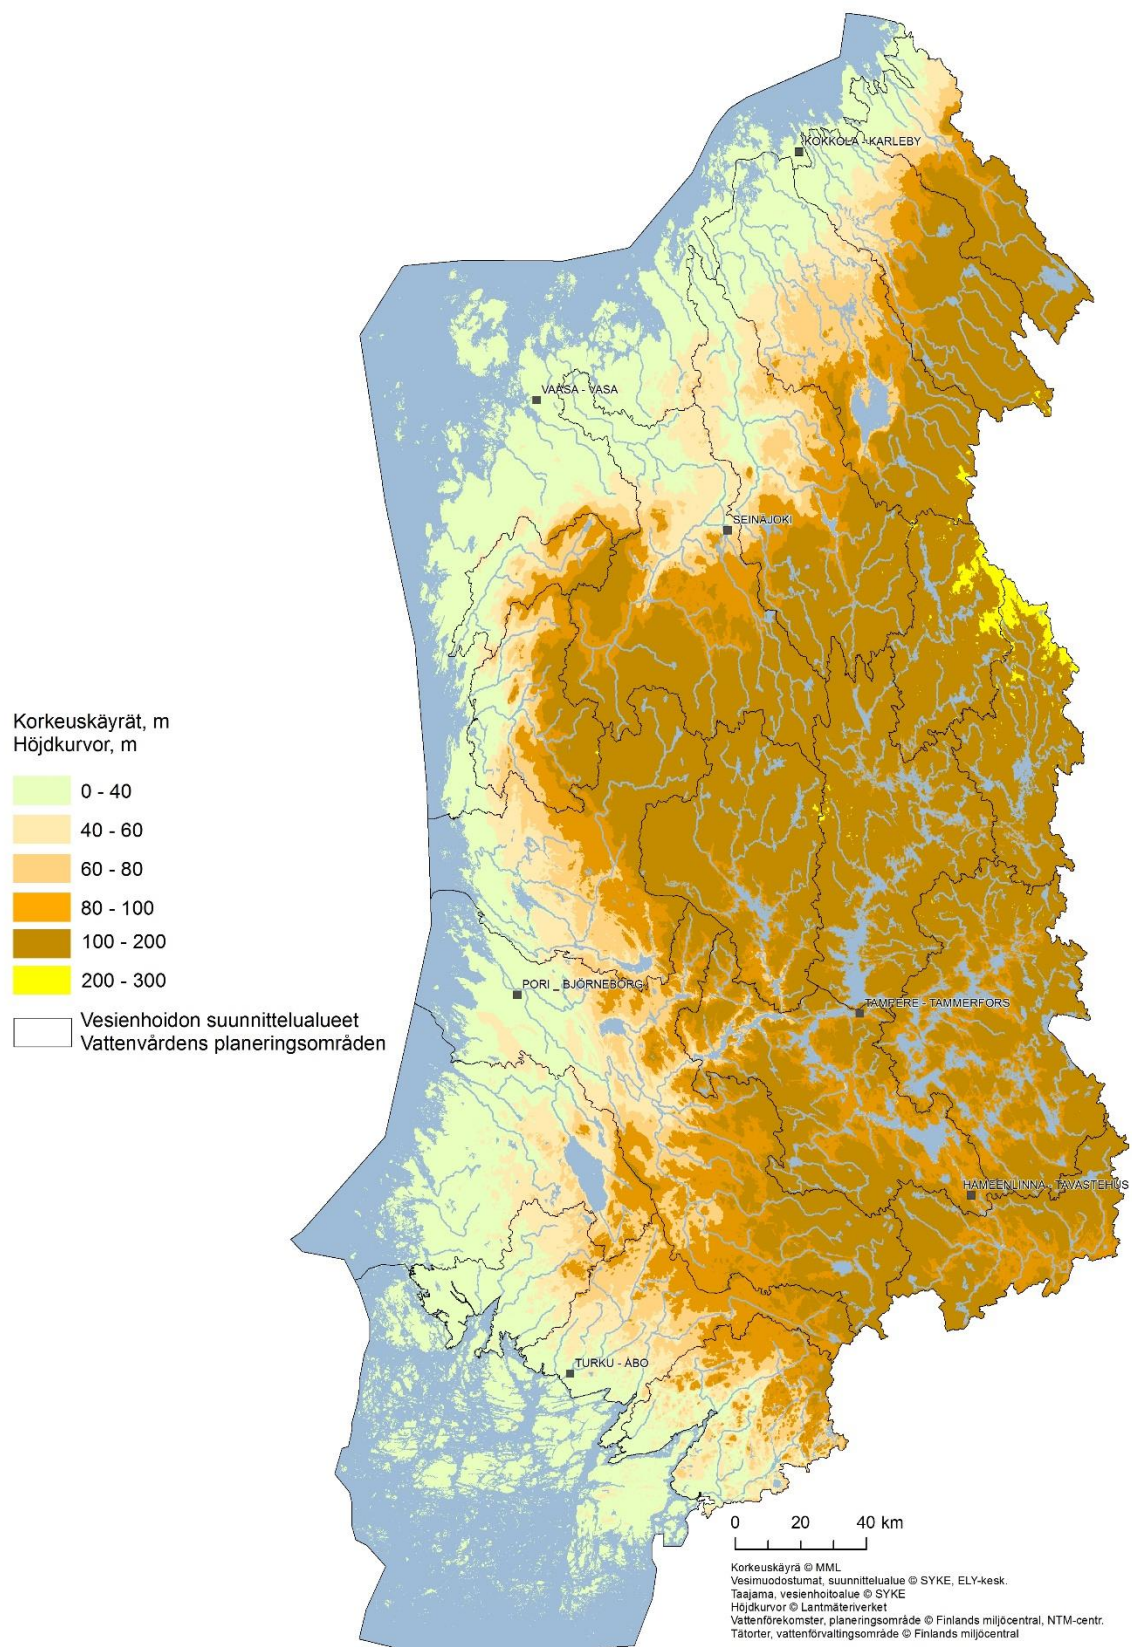 KOKKOLA - KARLEBY
VAASA - VASA
SEINÄJOKI
Korkeuskäyrät, m
Höjdkurvor, m
0 - 40
40 - 60
60 - 80
80 - 100
100 - 200
200 - 300
Vesienhoidon suunnittelualueet
Vattenvårdens planeringsområden
PORI _ BJÖRNEBORG
TAMPERE - TAMMERFORS
HÄMEENLINNA - TAVASTEHUS
TURKU - ÅBO
0 20 40 km
Korkeuskäyrä © MML
Vesimuodostumat, suunnittelualue © SYKE, ELY-kesk.
Taajama, vesienhoitoalue © SYKE
Höjdkurvor © Lantmäteriverket
Vattenförekomster, planeringsområde © Finlands miljöcentral, NTM-centr.
Tätorter, vattenförvaltingsområde © Finlands miljöcentral